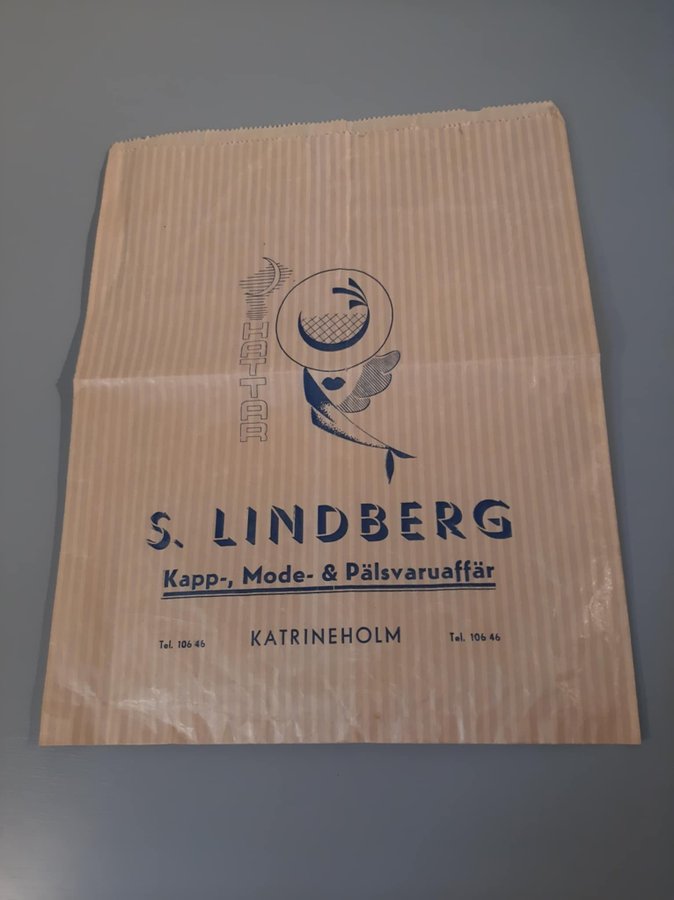 HATTAR
S. LINDBERG
Kapp-, Mode- & Pälsvaruaffär
Tel. 106 46 KATRINEHOLM Tel. 106 46